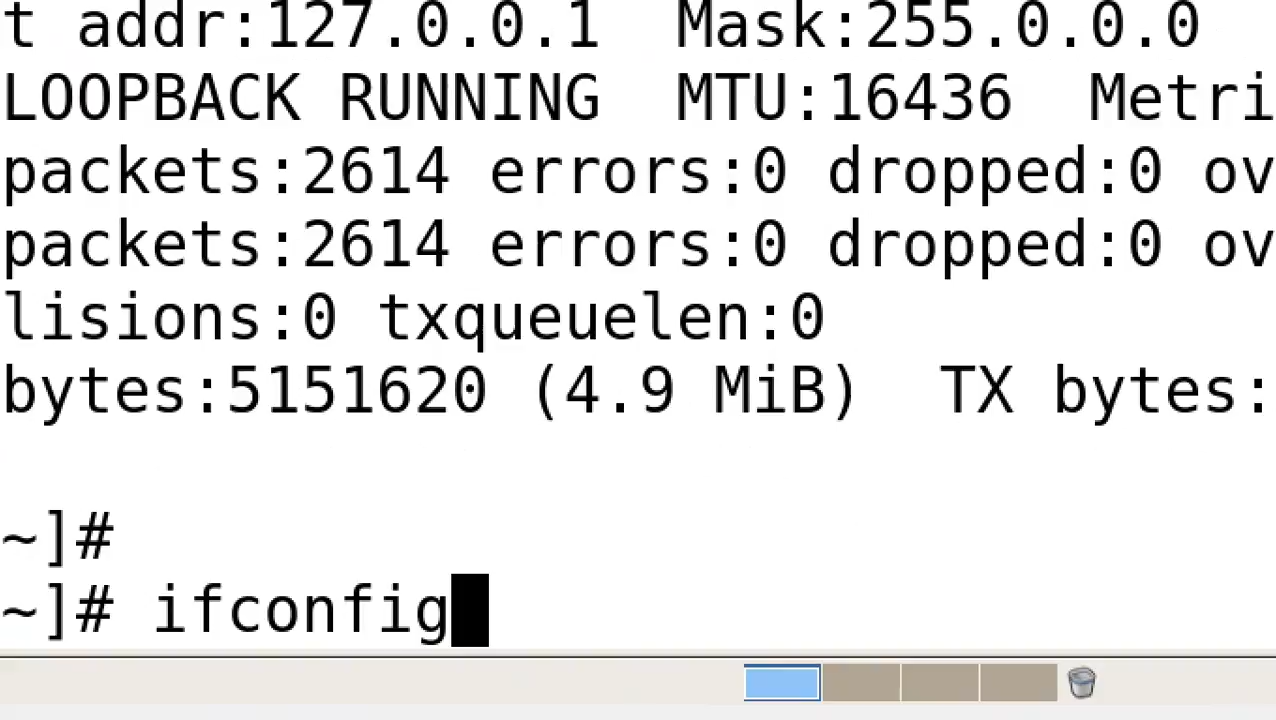 t addr:127.0.0.1  Mask:255.0.0.0
LOOPBACK RUNNING  MTU:16436  Metri
packets:2614 errors:0 dropped:0 ov
packets:2614 errors:0 dropped:0 ov
lisions:0 txqueuelen:0
bytes:5151620 (4.9 MiB)  TX bytes:
~]#
~]# ifconfig